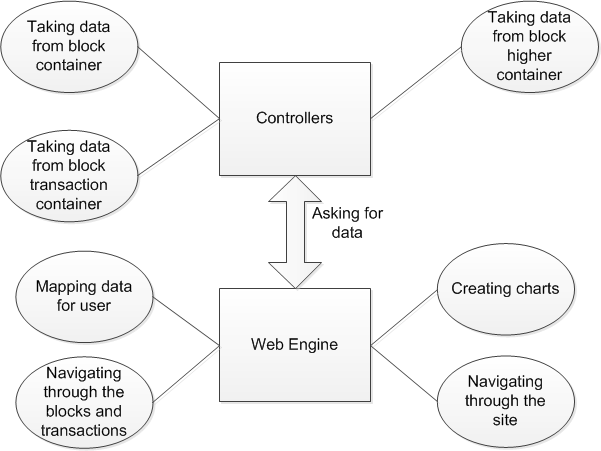 Taking data
from block
container
Taking data
from block
higher
container
Controllers
Taking data
from block
transaction
container
Asking for
data
Mapping data
for user
Creating charts
Web Engine
Navigating
through the
blocks and
transactions
Navigating
through the
site